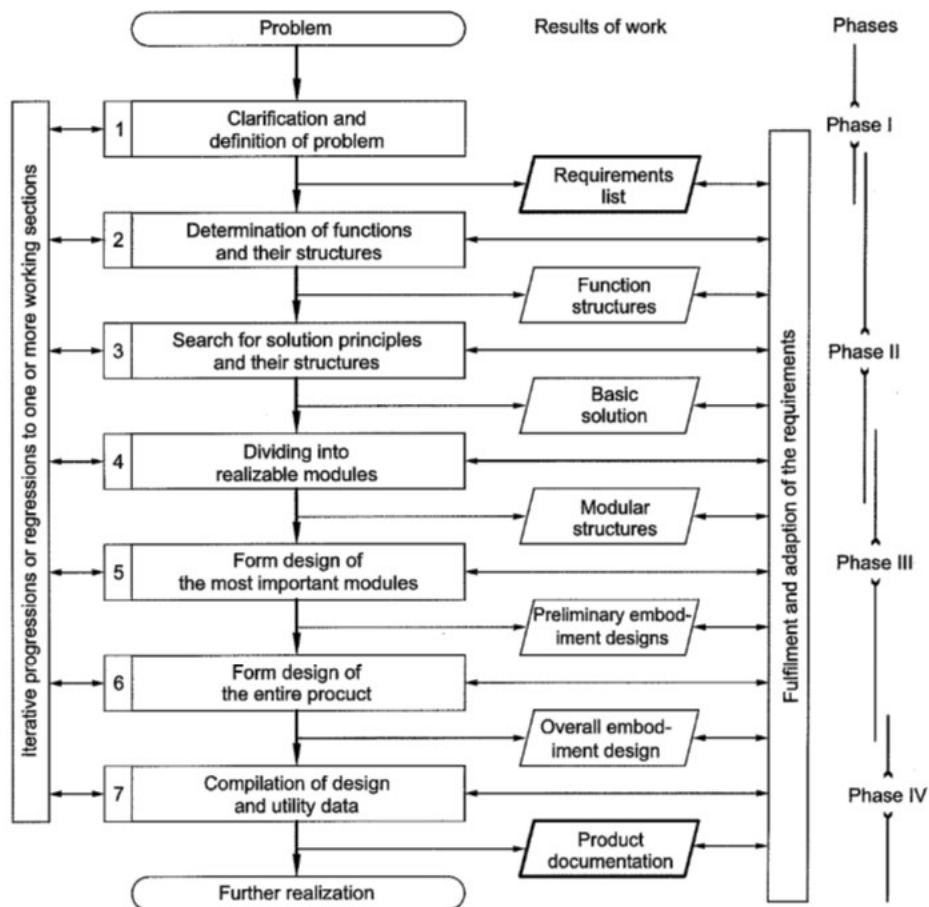 Problem
Results of work
Phases
Iterative progressions or regressions to one or more working sections
1
Clarification and
definition of problem
Phase I
Requirements
list
2
Determination of functions
and their structures
Function
structures
3
Search for solution principles
and their structures
Phase II
Basic
solution
4
Dividing into
realizable modules
Modular
structures
5
Form design of
the most important modules
Phase III
Preliminary embod-
iment designs
6
Form design of
the entire procuct
Overall embod-
iment design
7
Compilation of design
and utility data
Phase IV
Product
documentation
Further realization
Fulfilment and adaption of the requirements